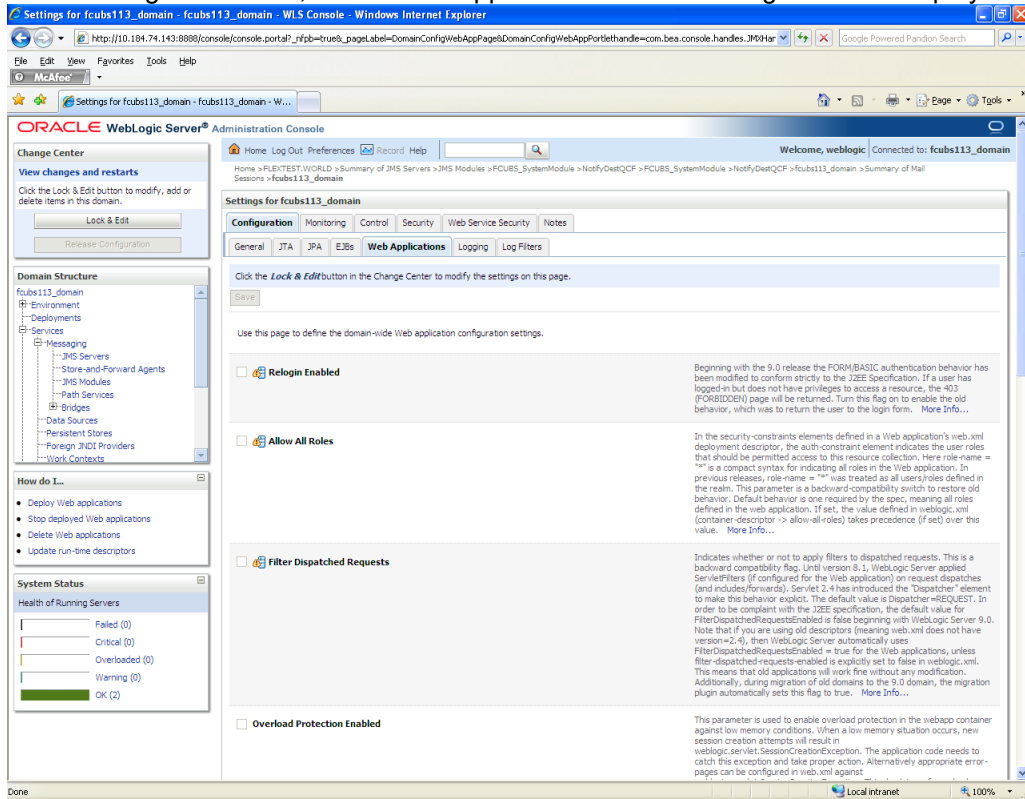 Settings for fcubs113_domain - fcubs113_domain - WLS Console - Windows Internet Explorer
http://10.184.74.143:8888/console/console.portal?_nfpb=true&_pageLabel=DomainConfigWebAppPage&DomainConfigWebAppPortlethandle=com.bea.console.handles.JMXHar
Google Powered Pandion Search
File Edit View Favorites Tools Help
McAfee
Settings for fcubs113_domain - fcubs113_domain - W...
Page Tools
ORACLE WebLogic Server® Administration Console
Change Center
View changes and restarts
Click the Lock & Edit button to modify, add or
delete items in this domain.
Lock & Edit
Release Configuration
Domain Structure
fcubs113_domain
Environment
Deployments
Services
Messaging
JMS Servers
Store-and-Forward Agents
JMS Modules
Path Services
Bridges
Data Sources
Persistent Stores
Foreign JNDI Providers
Work Contexts
How do I...
Deploy Web applications
Stop deployed Web applications
Delete Web applications
Update run-time descriptors
System Status
Health of Running Servers
Failed (0)
Critical (0)
Overloaded (0)
Warning (0)
OK (2)
Home Log Out Preferences Record Help
Welcome, weblogic Connected to: fcubs113_domain
Home >FLEXTEST.WORLD >Summary of JMS Servers >JMS Modules >FCUBS_SystemModule >NotifyDestQCF >FCUBS_SystemModule >NotifyDestQCF >fcubs113_domain >Summary of Mail
Sessions >fcubs113_domain
Settings for fcubs113_domain
Configuration Monitoring Control Security Web Service Security Notes
General JTA JPA EJBs Web Applications Logging Log Filters
Click the Lock & Edit button in the Change Center to modify the settings on this page.
Save
Use this page to define the domain-wide Web application configuration settings.
Relogin Enabled
Beginning with the 9.0 release the FORM/BASIC authentication behavior has
been modified to conform strictly to the J2EE Specification. If a user has
logged-in but does not have privileges to access a resource, the 403
(FORBIDDEN) page will be returned. Turn this flag on to enable the old
behavior, which was to return the user to the login form. More Info...
Allow All Roles
In the security-constraints elements defined in a Web application's web.xml
deployment descriptor, the auth-constraint element indicates the user roles
that should be permitted access to this resource collection. Here role-name =
"*" is a compact syntax for indicating all roles in the Web application. In
previous releases, role-name = "*" was treated as all users/roles defined in
the realm. This parameter is a backward-compatibility switch to restore old
behavior. Default behavior is one required by the spec, meaning all roles
defined in the web application. If set, the value defined in weblogic.xml
(container-descriptor -> allow-all-roles) takes precedence (if set) over this
value. More Info...
Filter Dispatched Requests
Indicates whether or not to apply filters to dispatched requests. This is a
backward compatibility flag. Until version 8.1, WebLogic Server applied
ServletFilters (if configured for the Web application) on request dispatches
(and includes/forwards). Servlet 2.4 has introduced the "Dispatcher" element
to make this behavior explicit. The default value is Dispatcher=REQUEST. In
order to be complaint with the J2EE specification, the default value for
FilterDispatchedRequestsEnabled is false beginning with WebLogic Server 9.0.
Note that if you are using old descriptors (meaning web.xml does not have
version=2.4), then WebLogic Server automatically uses
FilterDispatchedRequestsEnabled = true for the Web applications, unless
filter-dispatched-requests-enabled is explicitly set to false in weblogic.xml.
This means that old applications will work fine without any modification.
Additionally, during migration of old domains to the 9.0 domain, the migration
plugin automatically sets this flag to true. More Info...
Overload Protection Enabled
This parameter is used to enable overload protection in the webapp container
against low memory conditions. When a low memory situation occurs, new
session creation attempts will result in
weblogic.servlet.SessionCreationException. The application code needs to
catch this exception and take proper action. Alternatively appropriate error-
pages can be configured in web.xml against
Done
Local intranet
100%